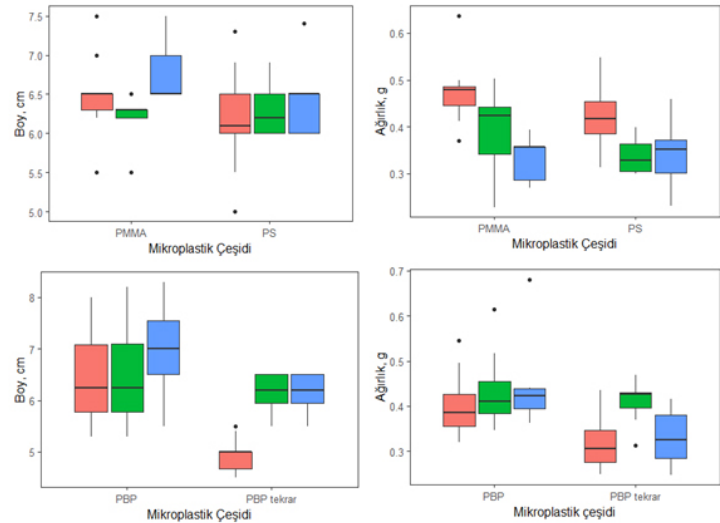 Boy, cm
7.5
7.0
6.5
6.0
5.5
5.0
PMMA PS
Mikroplastik Çeşidi
Ağırlık, g
0.6
0.5
0.4
0.3
PMMA PS
Mikroplastik Çeşidi
Boy, cm
8
7
6
5
PBP PBP tekrar
Mikroplastik Çeşidi
Ağırlık, g
0.7
0.6
0.5
0.4
0.3
PBP PBP tekrar
Mikroplastik çeşidi